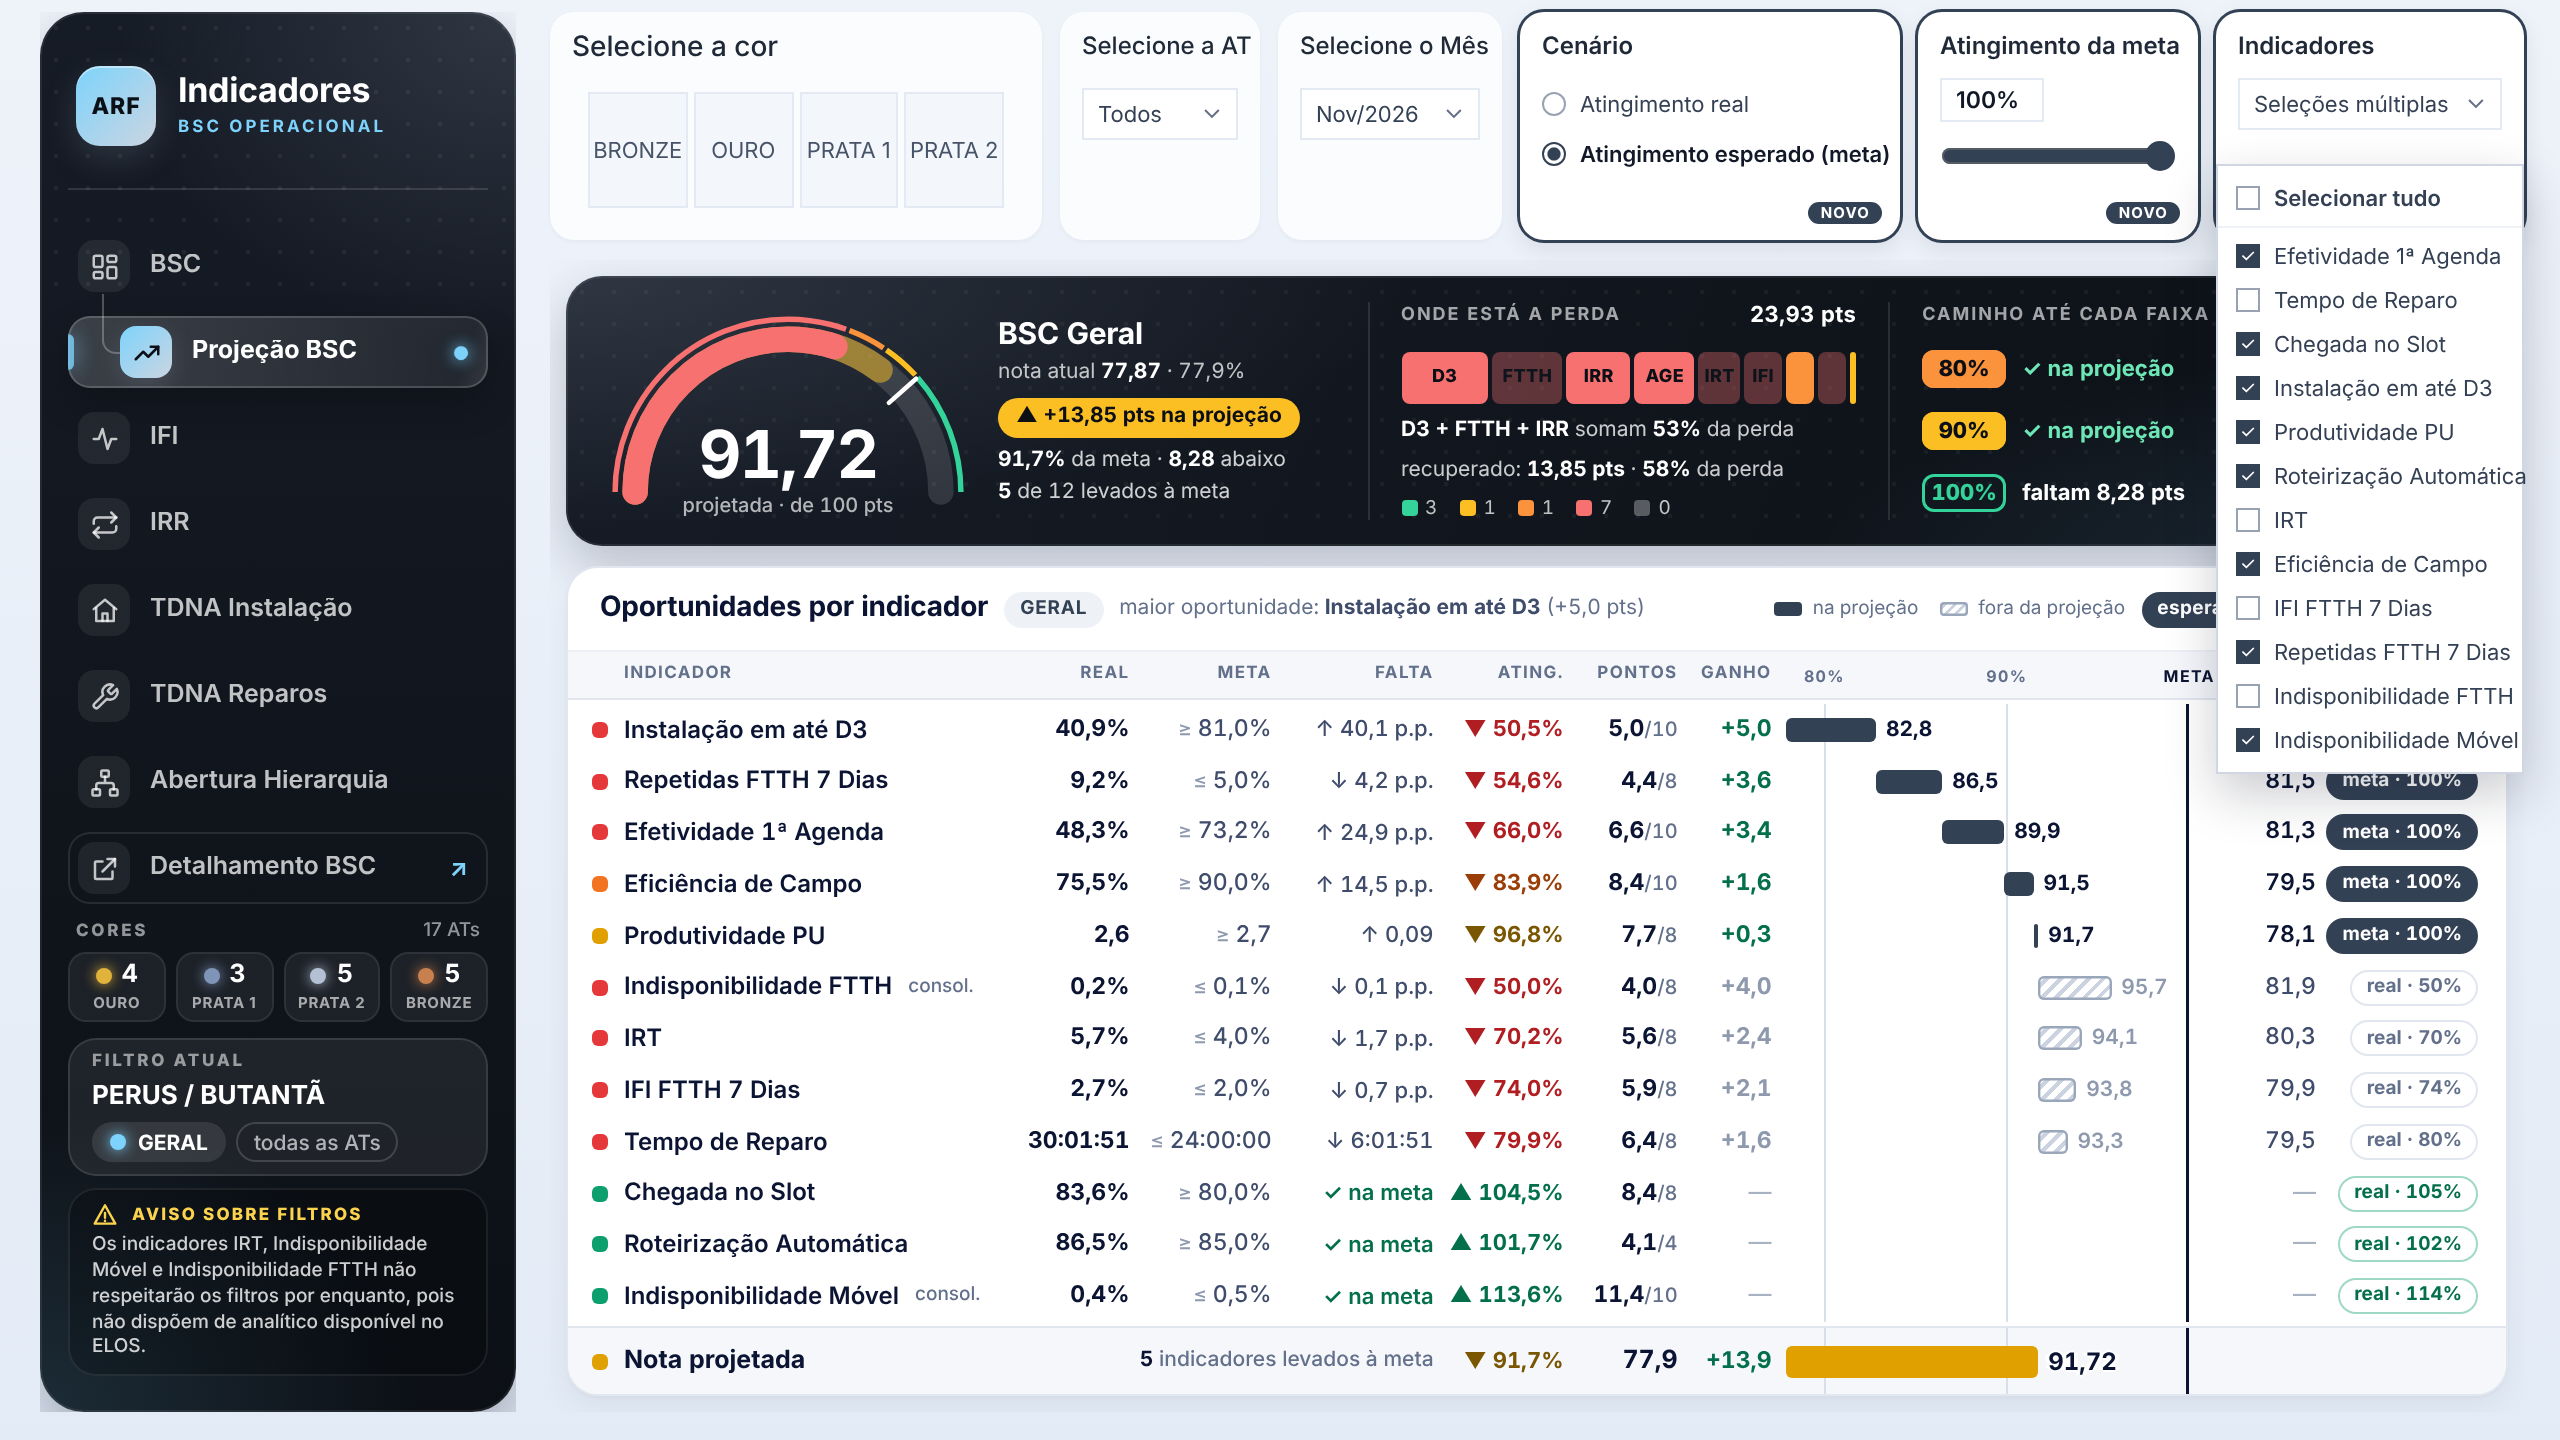 ARF
Indicadores
BSC OPERACIONAL
BSC
Projeção BSC
IFI
IRR
TDNA Instalação
TDNA Reparos
Abertura Hierarquia
Detalhamento BSC
CORES 17 ATs
4 3 5 5
OURO PRATA 1 PRATA 2 BRONZE
FILTRO ATUAL
PERUS / BUTANTÃ
GERAL todas as ATs
AVISO SOBRE FILTROS
Os indicadores IRT, Indisponibilidade
Móvel e Indisponibilidade FTTH não
respeitarão os filtros por enquanto, pois
não dispõem de analítico disponível no
ELOS.
Selecione a cor
BRONZE OURO PRATA 1 PRATA 2
Selecione a AT
Todos
Selecione o Mês
Nov/2026
Cenário
Atingimento real
Atingimento esperado (meta)
NOVO
Atingimento da meta
100%
NOVO
Indicadores
Seleções múltiplas
Selecionar tudo
Efetividade 1ª Agenda
Tempo de Reparo
Chegada no Slot
Instalação em até D3
Produtividade PU
Roteirização Automática
IRT
Eficiência de Campo
IFI FTTH 7 Dias
Repetidas FTTH 7 Dias
Indisponibilidade FTTH
Indisponibilidade Móvel
91,72
projetada · de 100 pts
BSC Geral
nota atual 77,87 · 77,9%
▲ +13,85 pts na projeção
91,7% da meta · 8,28 abaixo
5 de 12 levados à meta
ONDE ESTÁ A PERDA 23,93 pts
D3 FTTH IRR AGE IRT IFI
D3 + FTTH + IRR somam 53% da perda
recuperado: 13,85 pts · 58% da perda
3 1 1 7 0
CAMINHO ATÉ CADA FAIXA
80% ✓ na projeção
90% ✓ na projeção
100% faltam 8,28 pts
Oportunidades por indicador GERAL maior oportunidade: Instalação em até D3 (+5,0 pts) na projeção fora da projeção
INDICADOR REAL META FALTA ATING. PONTOS GANHO 80% 90% META
Instalação em até D3 40,9% ≥ 81,0% ↑ 40,1 p.p. ▼ 50,5% 5,0/10 +5,0 82,8
Repetidas FTTH 7 Dias 9,2% ≤ 5,0% ↓ 4,2 p.p. ▼ 54,6% 4,4/8 +3,6 86,5 81,5 meta · 100%
Efetividade 1ª Agenda 48,3% ≥ 73,2% ↑ 24,9 p.p. ▼ 66,0% 6,6/10 +3,4 89,9 81,3 meta · 100%
Eficiência de Campo 75,5% ≥ 90,0% ↑ 14,5 p.p. ▼ 83,9% 8,4/10 +1,6 91,5 79,5 meta · 100%
Produtividade PU 2,6 ≥ 2,7 ↑ 0,09 ▼ 96,8% 7,7/8 +0,3 91,7 78,1 meta · 100%
Indisponibilidade FTTH consol. 0,2% ≤ 0,1% ↓ 0,1 p.p. ▼ 50,0% 4,0/8 +4,0 95,7 81,9 real · 50%
IRT 5,7% ≤ 4,0% ↓ 1,7 p.p. ▼ 70,2% 5,6/8 +2,4 94,1 80,3 real · 70%
IFI FTTH 7 Dias 2,7% ≤ 2,0% ↓ 0,7 p.p. ▼ 74,0% 5,9/8 +2,1 93,8 79,9 real · 74%
Tempo de Reparo 30:01:51 ≤ 24:00:00 ↓ 6:01:51 ▼ 79,9% 6,4/8 +1,6 93,3 79,5 real · 80%
Chegada no Slot 83,6% ≥ 80,0% ✓ na meta ▲ 104,5% 8,4/8 — — real · 105%
Roteirização Automática 86,5% ≥ 85,0% ✓ na meta ▲ 101,7% 4,1/4 — — real · 102%
Indisponibilidade Móvel consol. 0,4% ≤ 0,5% ✓ na meta ▲ 113,6% 11,4/10 — — real · 114%
Nota projetada 5 indicadores levados à meta ▼ 91,7% 77,9 +13,9 91,72